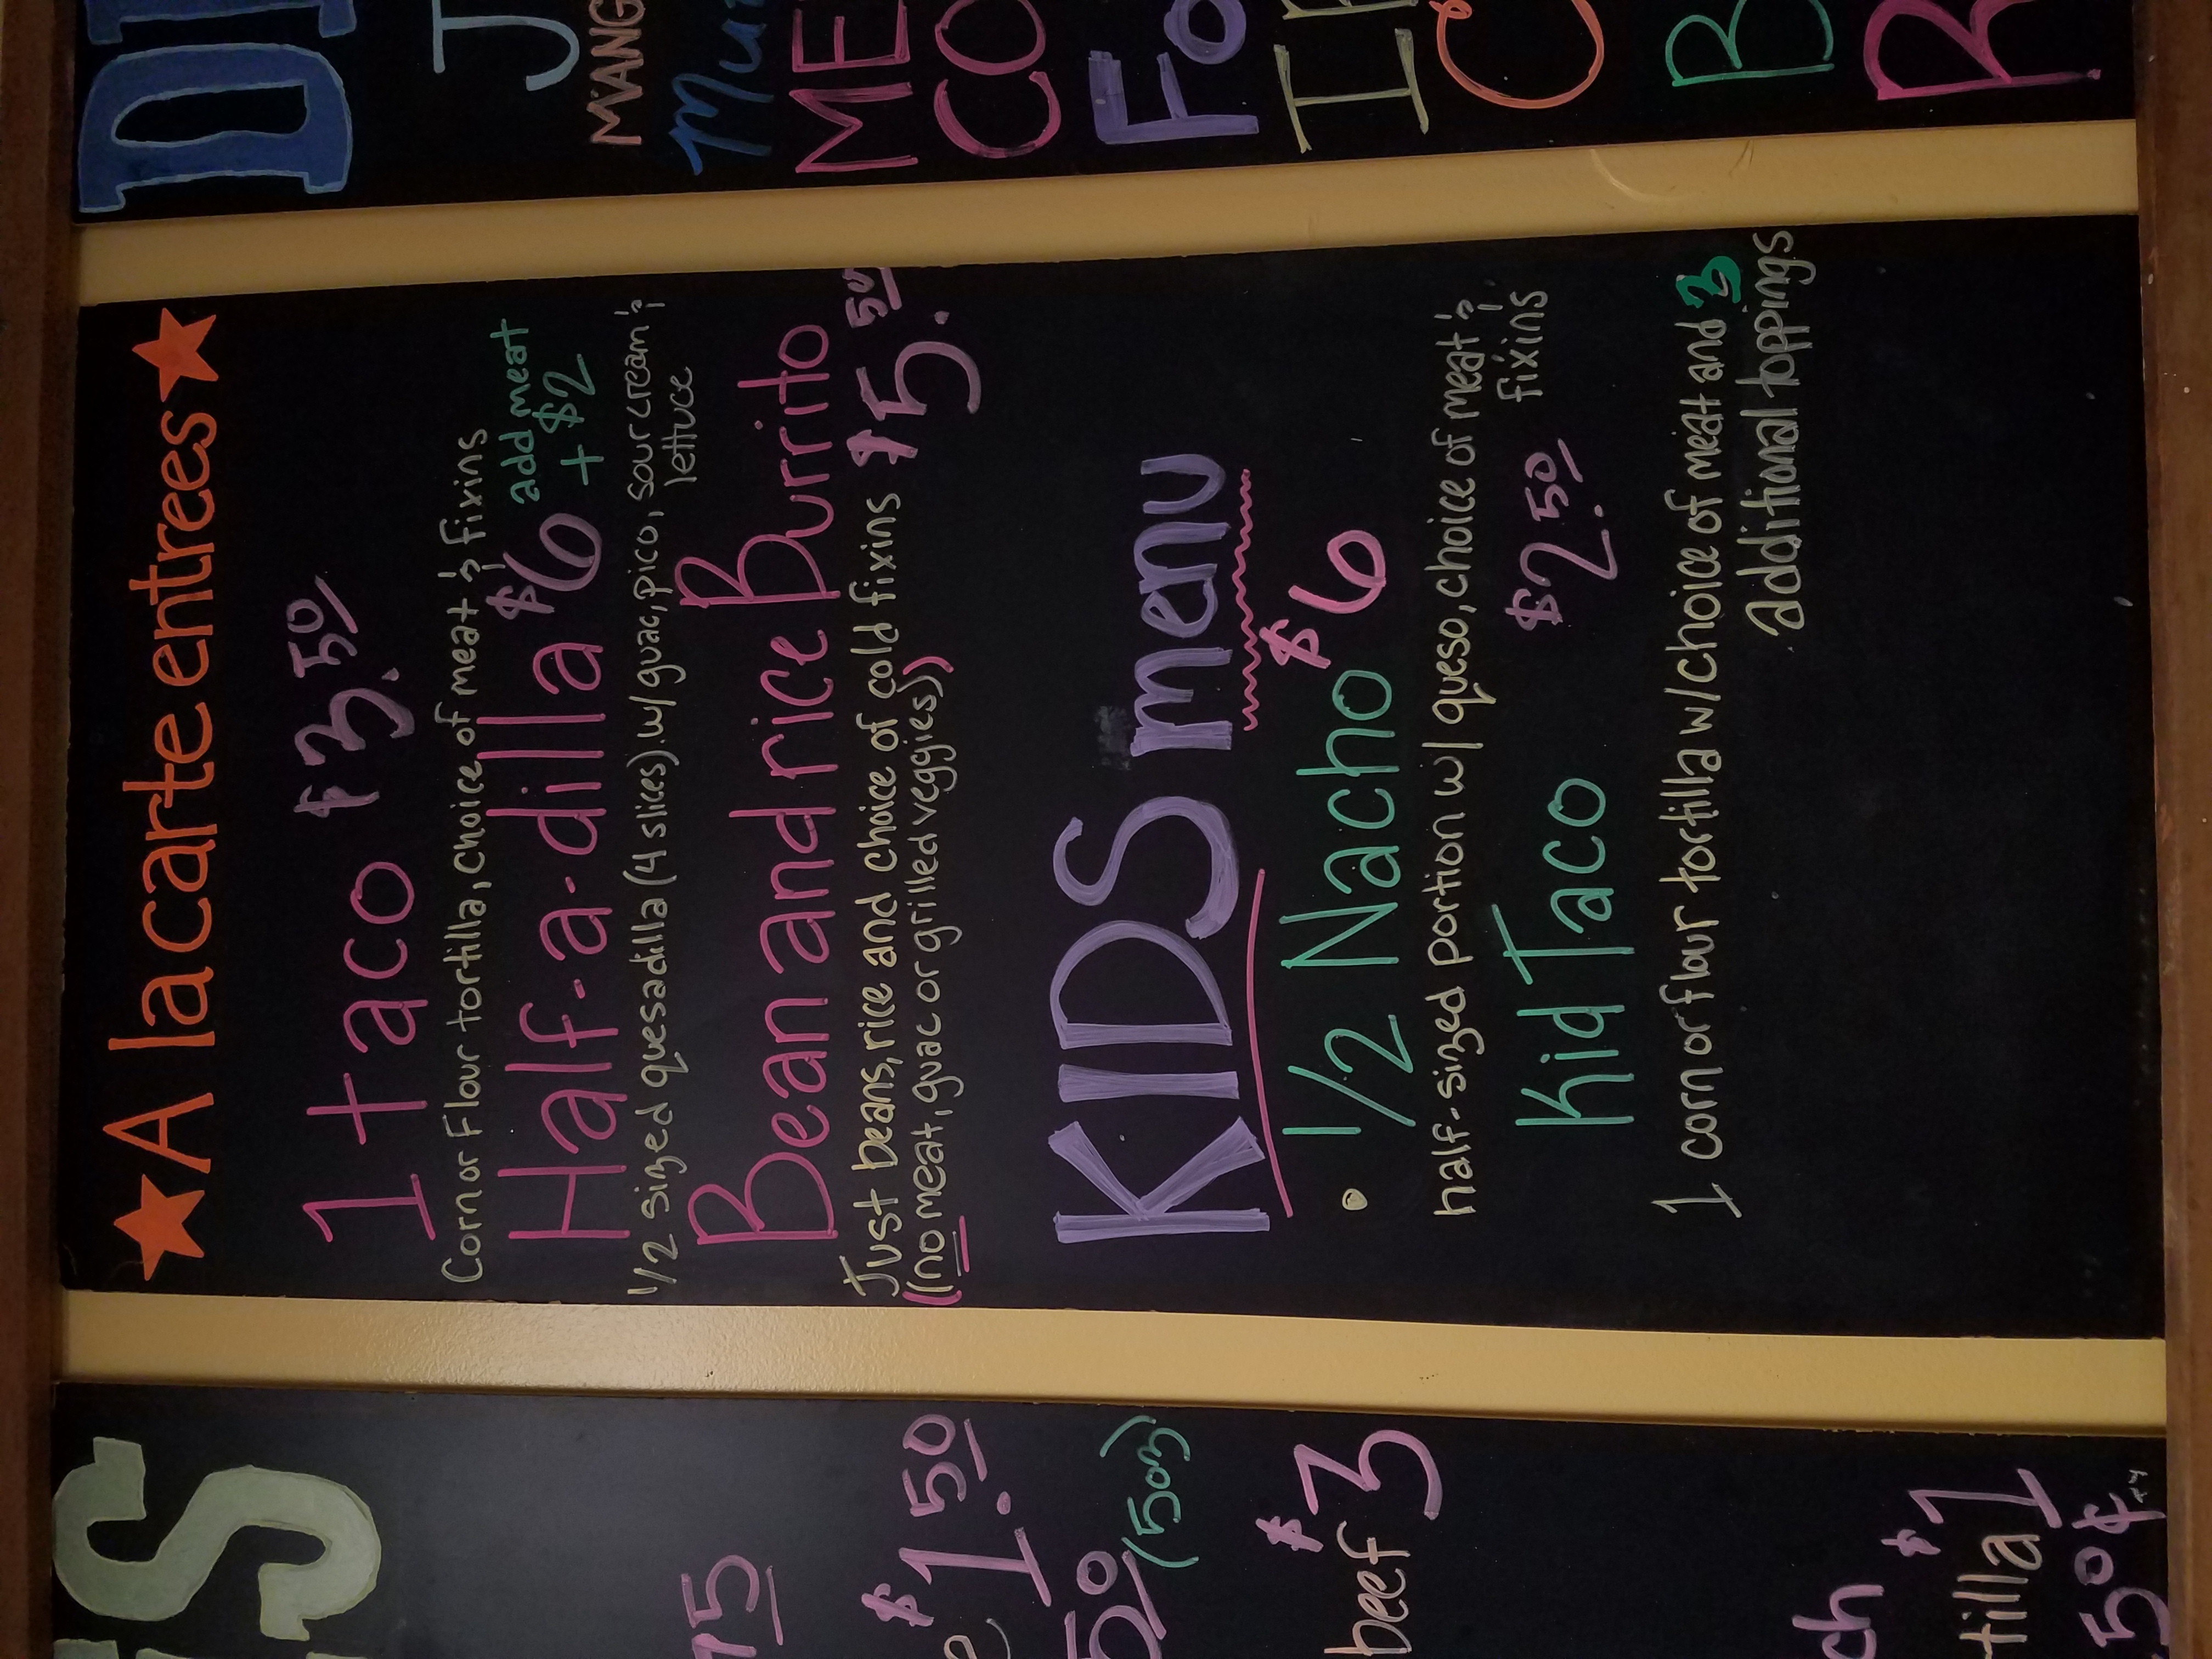 A la carte entrees
1 taco $3.50
Corn or Flour tortilla, choice of meat & fixins
Half-a-dilla $6 add meat
+ $2
1/2 sized quesadilla (4 slices). w/ guac, pico, sour cream &
lettuce
Bean and rice Burrito
Just beans, rice and choice of cold fixins $5.50
((no meat, guac or grilled veggies))
KIDS menu
• 1/2 Nacho $6
half-sized portion w/ queso, choice of meat &
fixins
Kid Taco $2.50
1 corn or flour tortilla w/choice of meat and 3
additional toppings
S
75
$1.50
50
(5oz)
beef $3
ch
tilla $1
.50¢
D
J
MANG
Mu
ME
CO
Fo
I
C
B
R